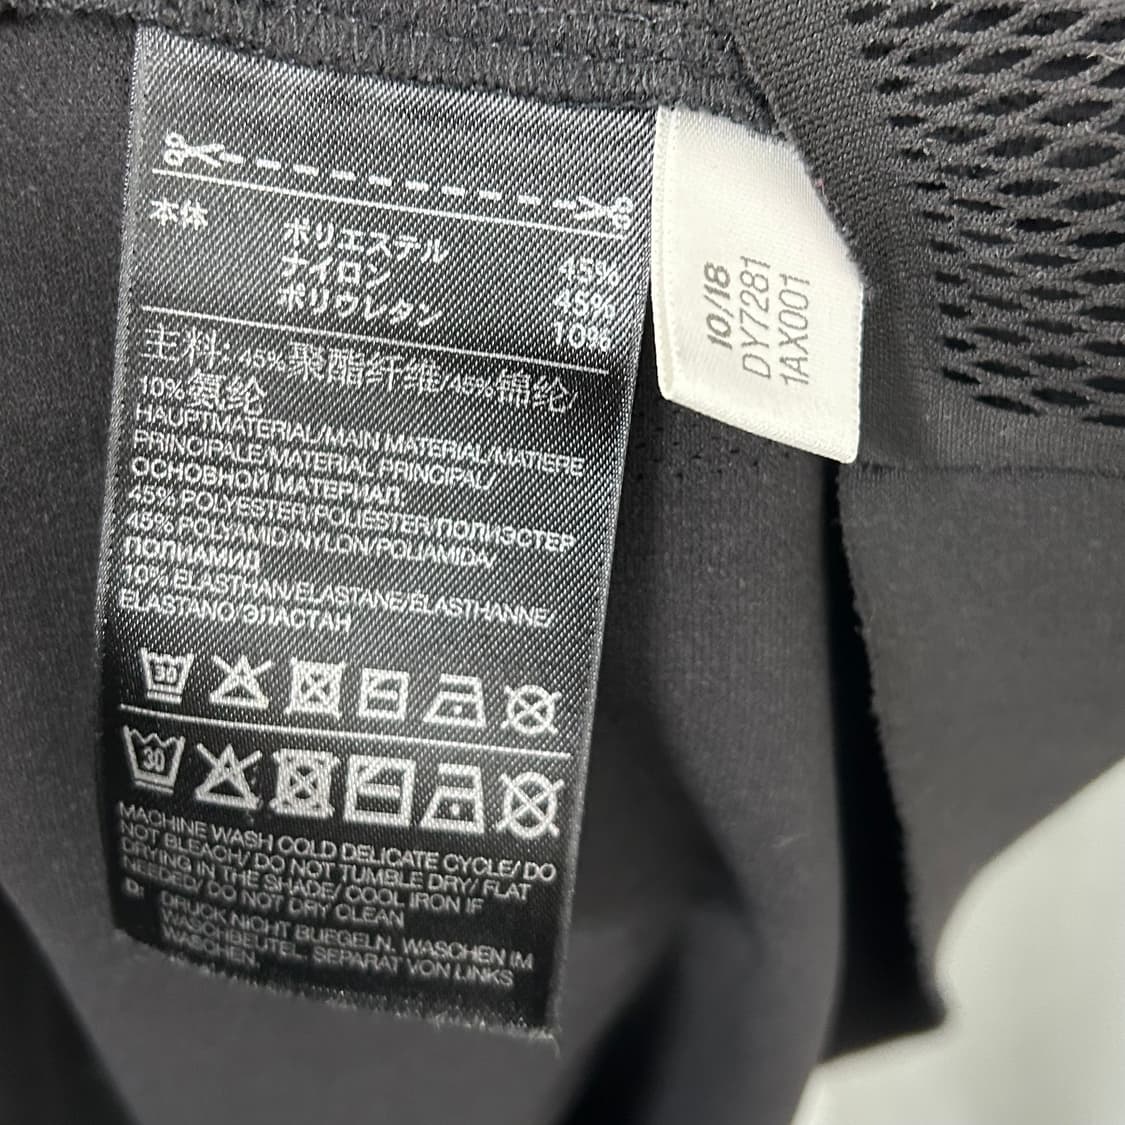 本体
ポリエステル 45%
ナイロン 45%
ポリウレタン 10%
主料: 45%聚酯纤维/45%锦纶/
10%氨纶
HAUPTMATERIAL/MAIN MATERIAL/MATIERE
PRINCIPALE/MATERIAL PRINCIPAL/
ОСНОВНОЙ МАТЕРИАЛ:
45% POLYESTER/POLIESTER/ПОЛИЭСТЕР
45% POLYAMID/NYLON/POLIAMIDA/
ПОЛИАМИД
10% ELASTHAN/ELASTANE/ELASTHANNE/
ELASTANO/ЭЛАСТАН
30
30
MACHINE WASH COLD DELICATE CYCLE/ DO
NOT BLEACH/ DO NOT TUMBLE DRY/ FLAT
DRYING IN THE SHADE/ COOL IRON IF
NEEDED/ DO NOT DRY CLEAN
D: DRUCK NICHT BUEGELN. WASCHEN IM
WASCHBEUTEL. SEPARAT VON LINKS
WASCHEN.
10/18
DY7281
1AX001